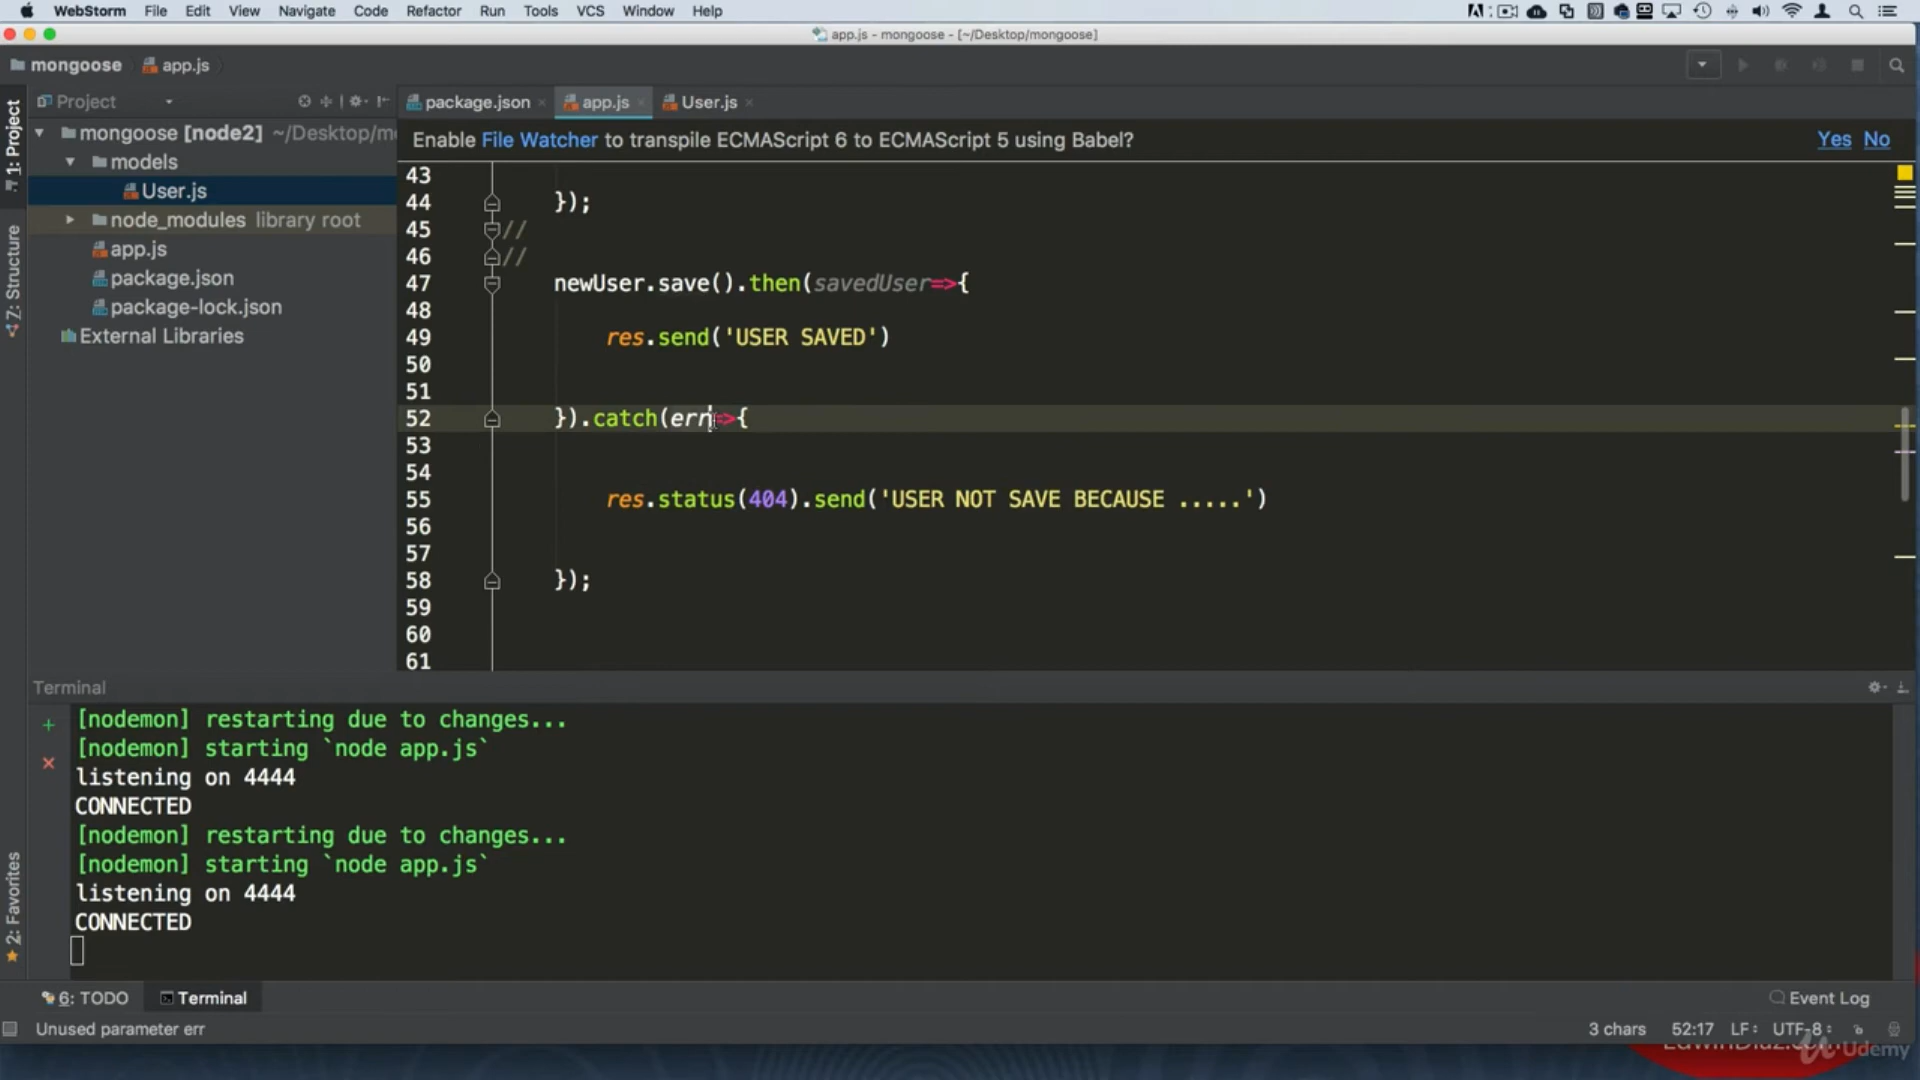 WebStorm File Edit View Navigate Code Refactor Run Tools VCS Window Help
app.js - mongoose - [~/Desktop/mongoose]
mongoose app.js
Project
package.json app.js User.js
1: Project
Z: Structure
2: Favorites
mongoose [node2] ~/Desktop/m
models
User.js
node_modules library root
app.js
package.json
package-lock.json
External Libraries
Enable File Watcher to transpile ECMAScript 6 to ECMAScript 5 using Babel? Yes No
43
44 });
45 //
46 //
47 newUser.save().then(savedUser=>{
48
49 res.send('USER SAVED')
50
51
52 }).catch(err=>{
53
54
55 res.status(404).send('USER NOT SAVE BECAUSE .....')
56
57
58 });
59
60
61
Terminal
[nodemon] restarting due to changes...
[nodemon] starting `node app.js`
listening on 4444
CONNECTED
[nodemon] restarting due to changes...
[nodemon] starting `node app.js`
listening on 4444
CONNECTED
6: TODO Terminal Event Log
Unused parameter err 3 chars 52:17 LF: UTF-8:
Udemy